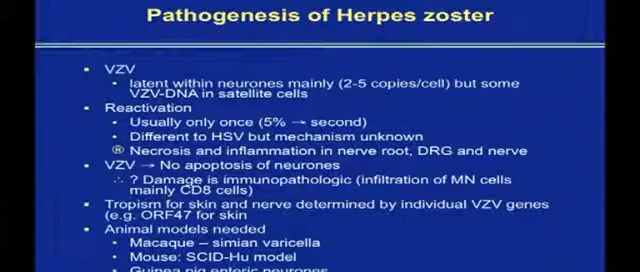 Pathogenesis of Herpes zoster
▪ VZV
▪ latent within neurones mainly (2-5 copies/cell) but some
VZV-DNA in satellite cells
▪ Reactivation
▪ Usually only once (5% → second)
▪ Different to HSV but mechanism unknown
® Necrosis and inflammation in nerve root, DRG and nerve
▪ VZV → No apoptosis of neurones
∴ ? Damage is immunopathologic (infiltration of MN cells
mainly CD8 cells)
▪ Tropism for skin and nerve determined by individual VZV genes
(e.g. ORF47 for skin
▪ Animal models needed
▪ Macaque – simian varicella
▪ Mouse: SCID-Hu model
▪ Guinea pig enteric neurones